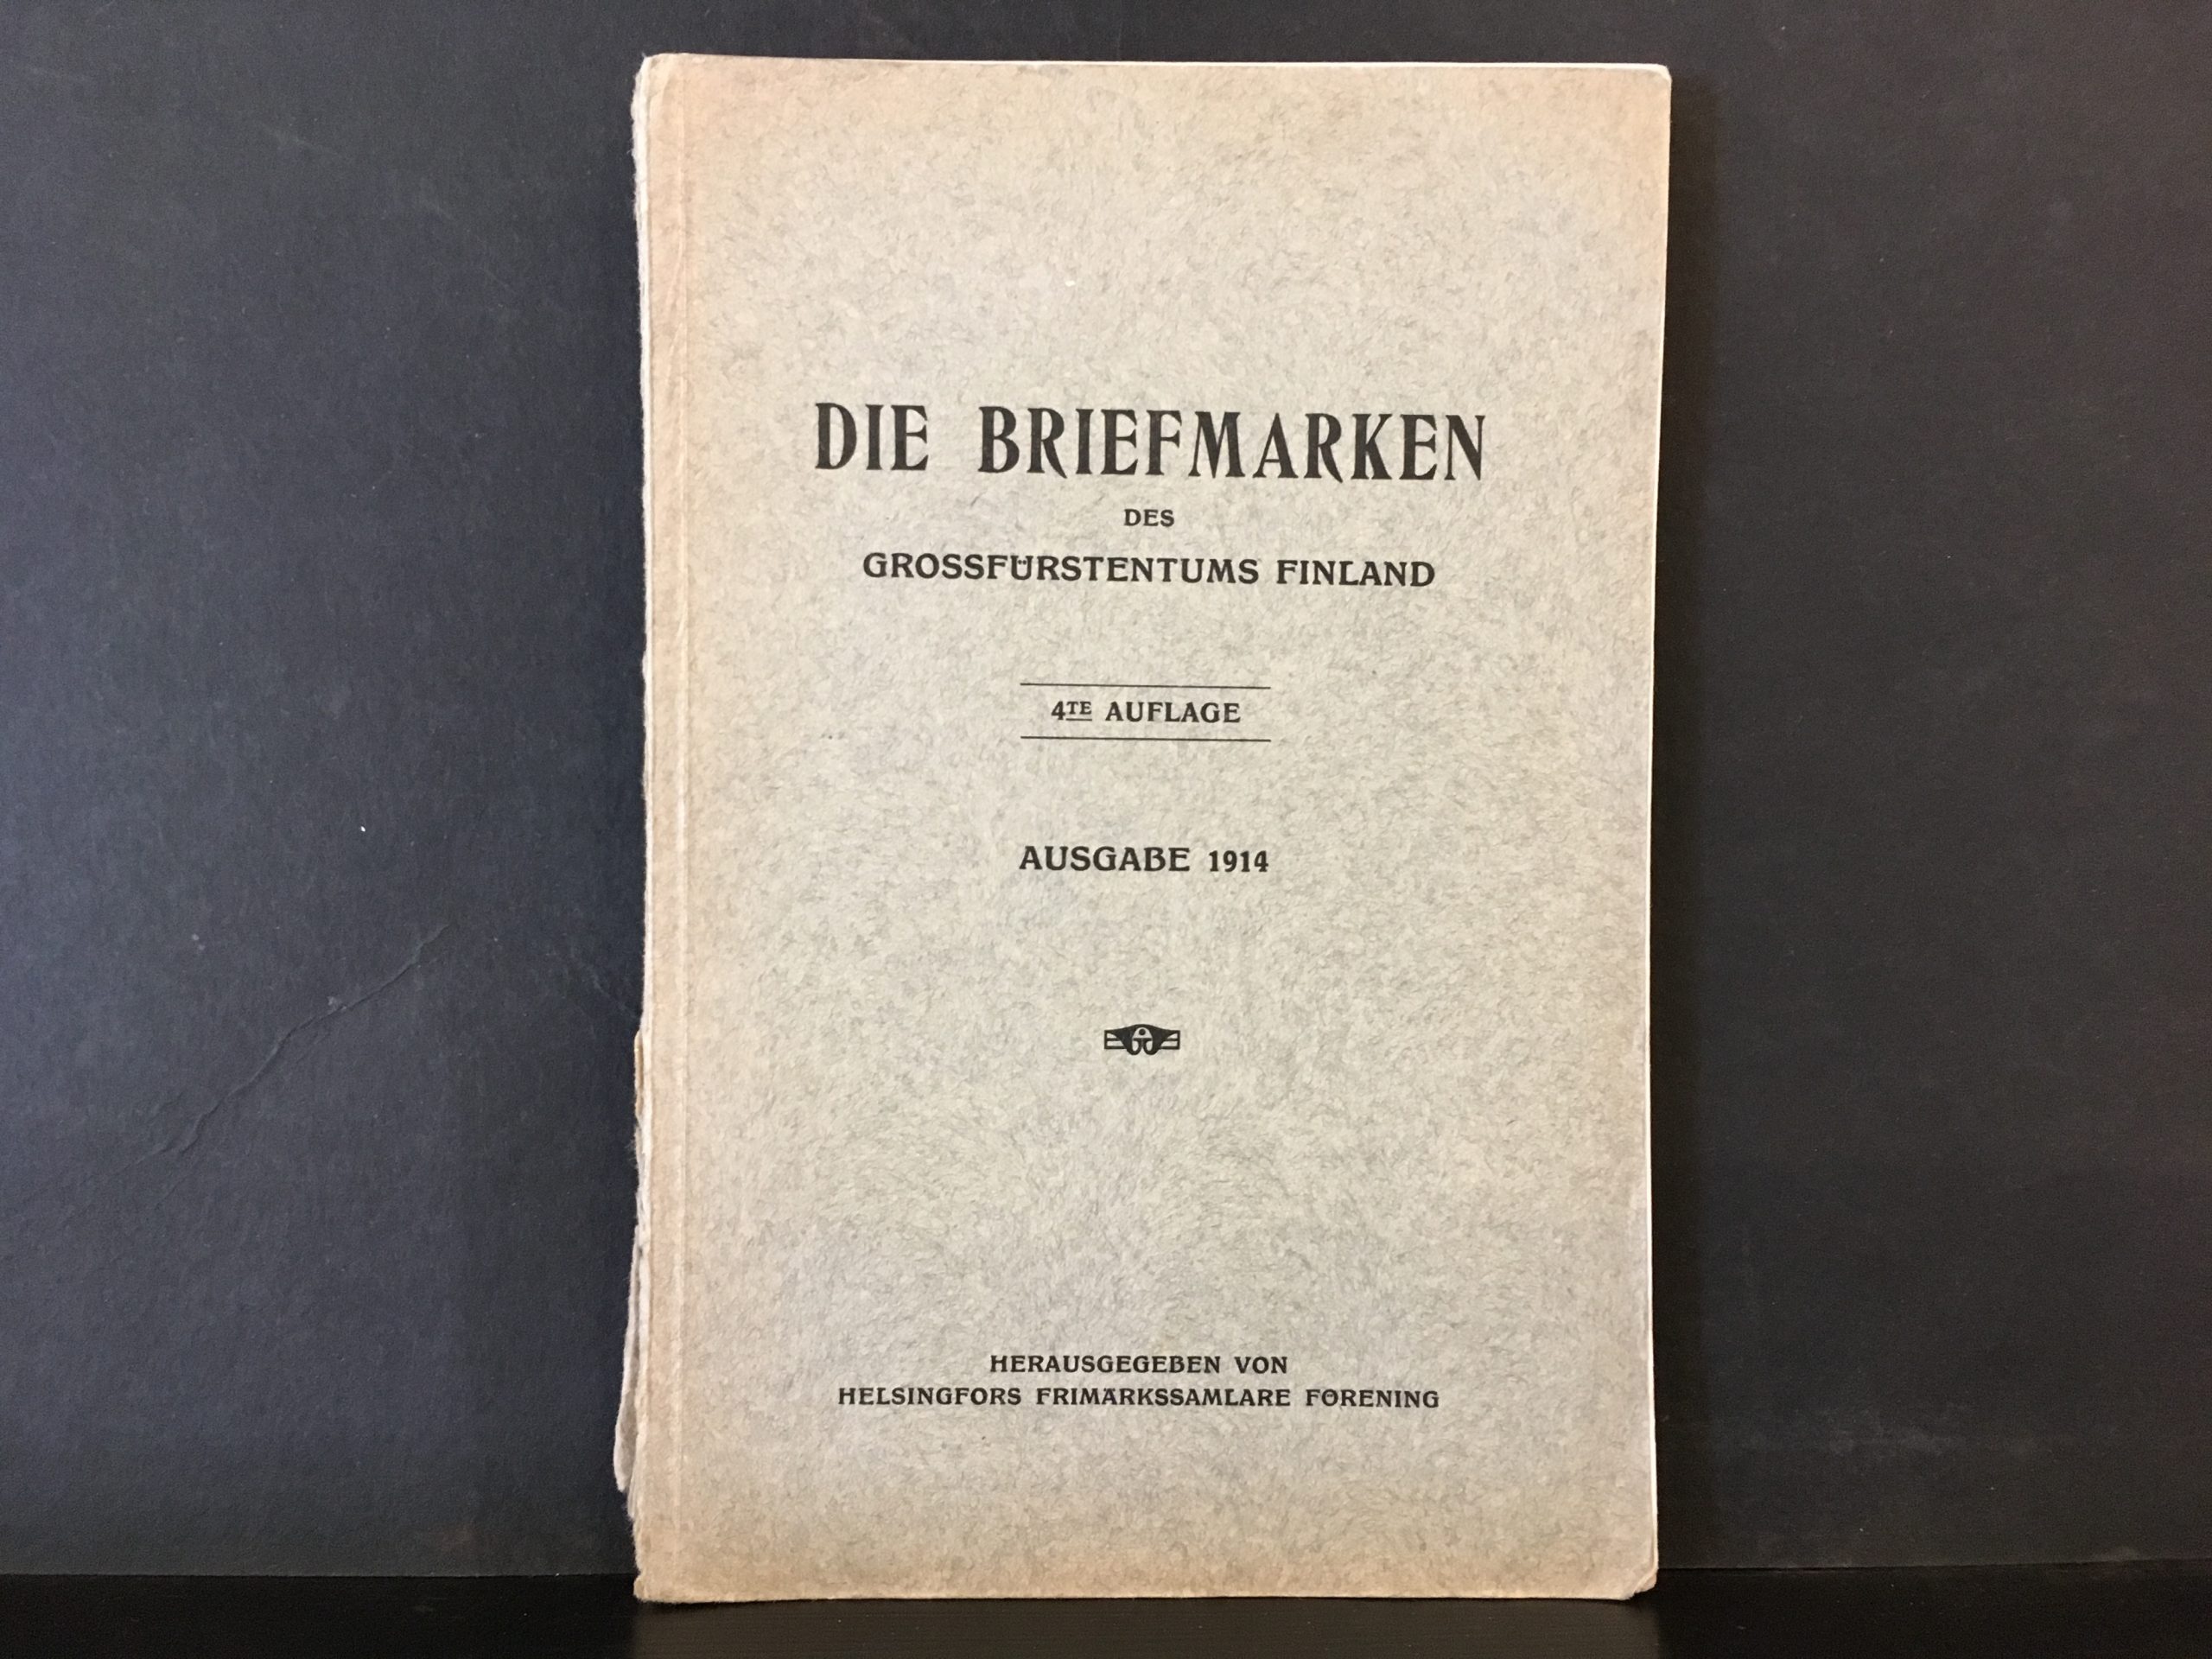 DIE BRIEFMARKEN
DES
GROSSFÜRSTENTUMS FINLAND
4TE AUFLAGE
AUSGABE 1914
HERAUSGEGEBEN VON
HELSINGFORS FRIMÄRKSSAMLARE FÖRENING